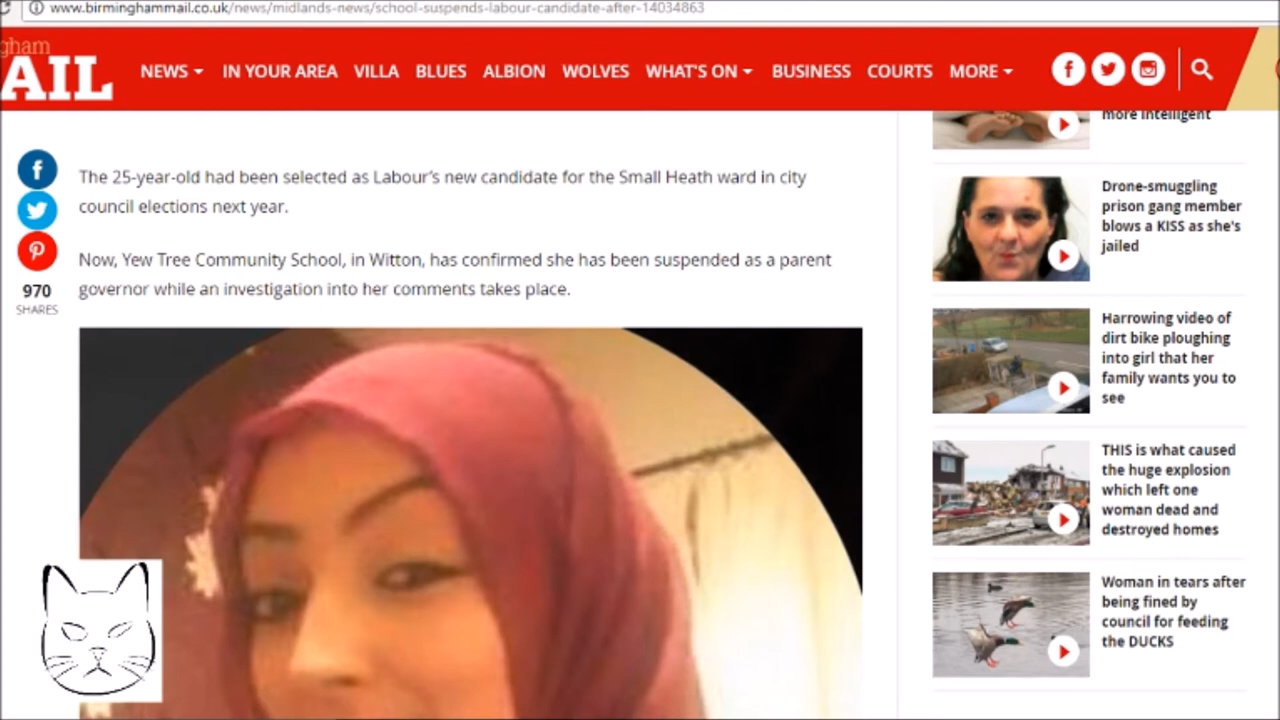 www.birminghammail.co.uk/news/midlands-news/school-suspends-labour-candidate-after-14034863
gham
AIL
NEWS IN YOUR AREA VILLA BLUES ALBION WOLVES WHAT'S ON BUSINESS COURTS MORE
The 25-year-old had been selected as Labour's new candidate for the Small Heath ward in city
council elections next year.
Now, Yew Tree Community School, in Witton, has confirmed she has been suspended as a parent
governor while an investigation into her comments takes place.
970
SHARES
more intelligent
Drone-smuggling
prison gang member
blows a KISS as she's
jailed
Harrowing video of
dirt bike ploughing
into girl that her
family wants you to
see
THIS is what caused
the huge explosion
which left one
woman dead and
destroyed homes
Woman in tears after
being fined by
council for feeding
the DUCKS